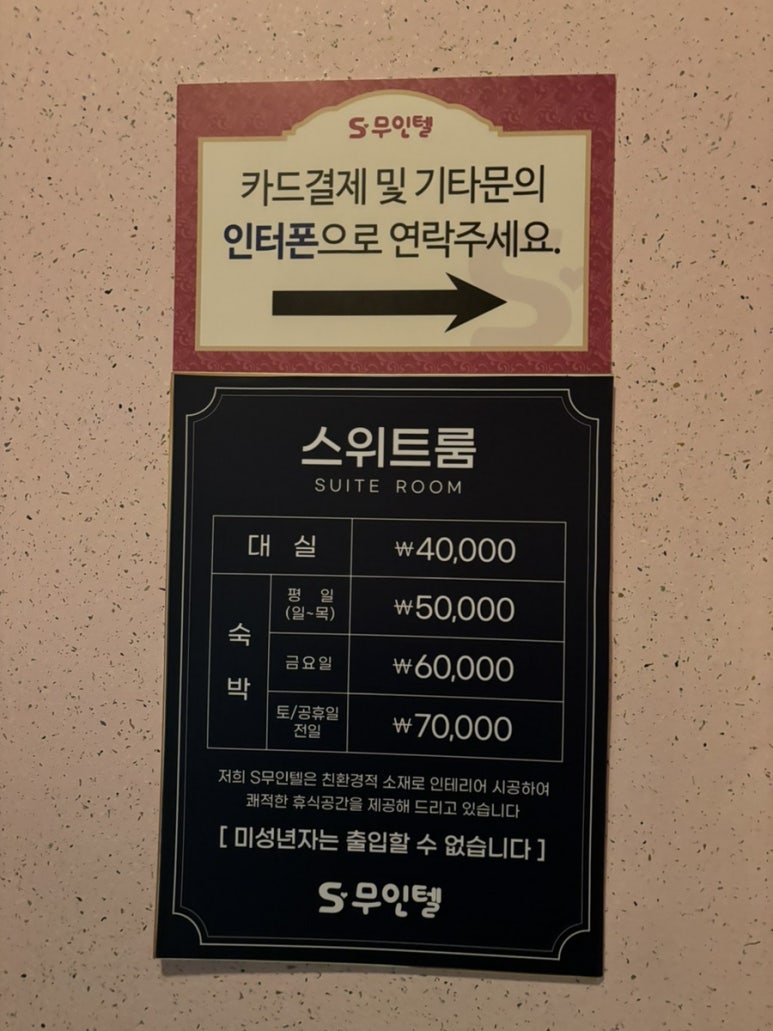 S무인텔
카드결제 및 기타문의
인터폰으로 연락주세요.
스위트룸
SUITE ROOM
대 실 ₩40,000
숙박
평 일
(일~목)
₩50,000
금요일 ₩60,000
토/공휴일
전일
₩70,000
저희 S무인텔은 친환경적 소재로 인테리어 시공하여
쾌적한 휴식공간을 제공해 드리고 있습니다
[ 미성년자는 출입할 수 없습니다 ]
S무인텔